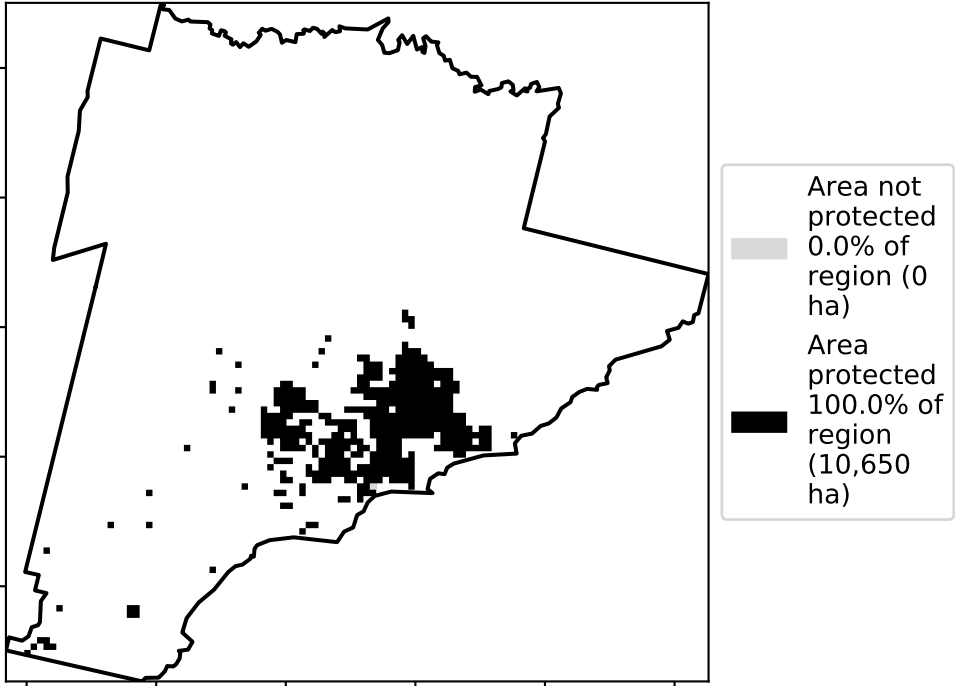 Area not
protected
0.0% of
region (0
ha)
Area
protected
100.0% of
region
(10,650
ha)